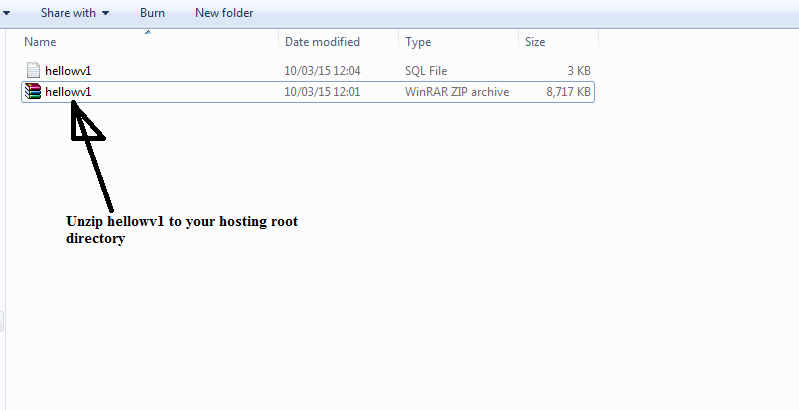 Share with Burn New folder
Name Date modified Type Size
hellowv1 10/03/15 12:04 SQL File 3 KB
hellowv1 10/03/15 12:01 WinRAR ZIP archive 8,717 KB
Unzip hellowv1 to your hosting root
directory